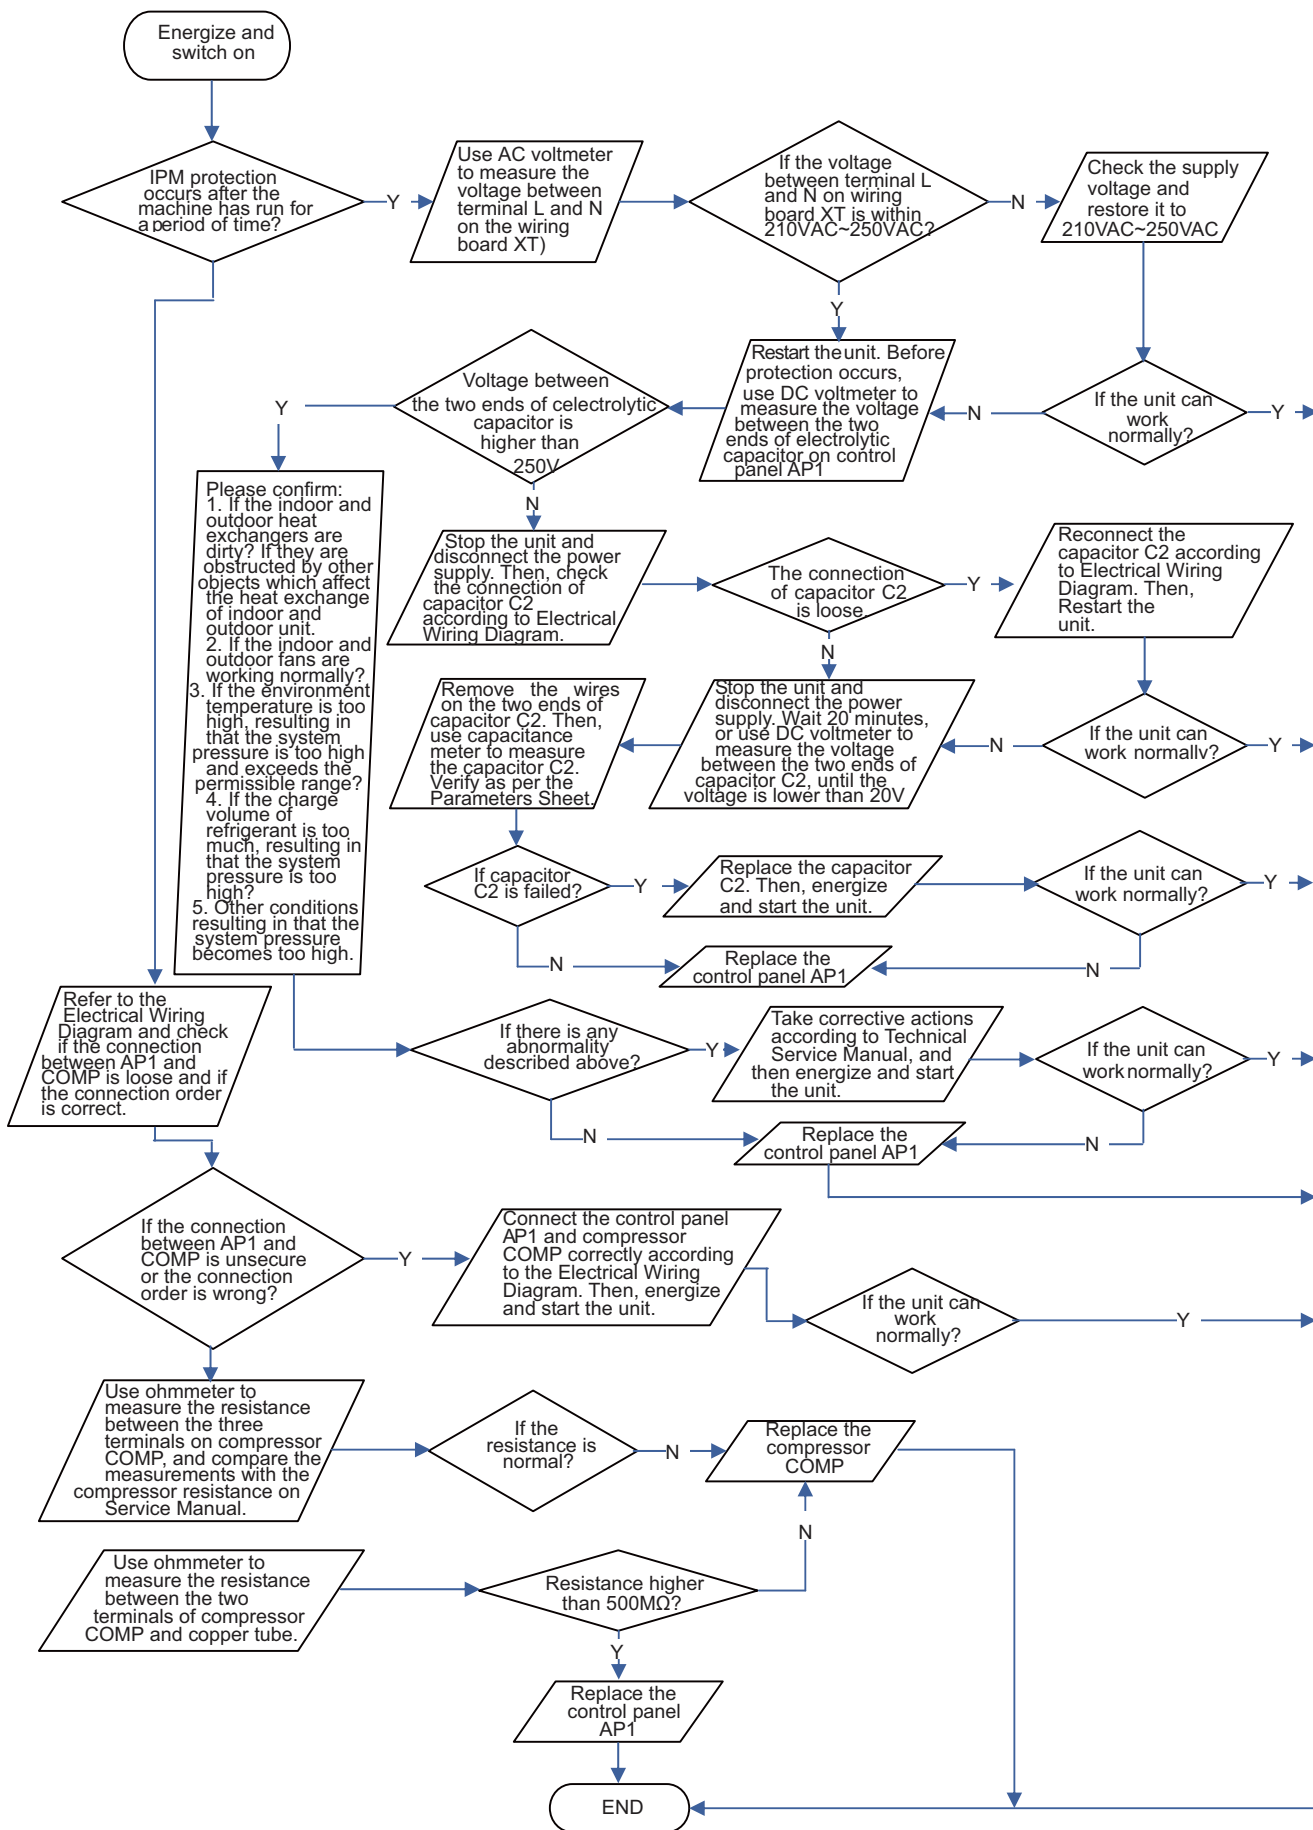 Energize and
switch on
IPM protection
occurs after the
machine has run for
a period of time?
Y
Use AC voltmeter
to measure the
voltage between
terminal L and N
on the wiring
board XT)
If the voltage
between terminal L
and N on wiring
board XT is within
210VAC~250VAC?
N
Check the supply
voltage and
restore it to
210VAC~250VAC
Y
Restart the unit. Before
protection occurs,
use DC voltmeter to
measure the voltage
between the two
ends of electrolytic
capacitor on control
panel AP1
N
If the unit can
work
normally?
Y
Voltage between
the two ends of celectrolytic
capacitor is
higher than
250V
Y
N
Please confirm:
1. If the indoor and
outdoor heat
exchangers are
dirty? If they are
obstructed by other
objects which affect
the heat exchange
of indoor and
outdoor unit.
2. If the indoor and
outdoor fans are
working normally?
3. If the environment
temperature is too
high, resulting in
that the system
pressure is too high
and exceeds the
permissible range?
4. If the charge
volume of
refrigerant is too
much, resulting in
that the system
pressure is too
high?
5. Other conditions
resulting in that the
system pressure
becomes too high.
Stop the unit and
disconnect the power
supply. Then, check
the connection of
capacitor C2
according to Electrical
Wiring Diagram.
The connection
of capacitor C2
is loose.
Y
Reconnect the
capacitor C2 according
to Electrical Wiring
Diagram. Then,
Restart the
unit.
N
Remove the wires
on the two ends of
capacitor C2. Then,
use capacitance
meter to measure
the capacitor C2.
Verify as per the
Parameters Sheet.
Stop the unit and
disconnect the power
supply. Wait 20 minutes,
or use DC voltmeter to
measure the voltage
between the two ends of
capacitor C2, until the
voltage is lower than 20V
N
If the unit can
work normallv?
Y
If capacitor
C2 is failed?
Y
Replace the capacitor
C2. Then, energize
and start the unit.
If the unit can
work normally?
Y
N
Replace the
control panel AP1
N
Refer to the
Electrical Wiring
Diagram and check
if the connection
between AP1 and
COMP is loose and if
the connection order
is correct.
If there is any
abnormality
described above?
Y
Take corrective actions
according to Technical
Service Manual, and
then energize and start
the unit.
If the unit can
work normally?
Y
N
Replace the
control panel AP1
N
If the connection
between AP1 and
COMP is unsecure
or the connection
order is wrong?
Y
Connect the control panel
AP1 and compressor
COMP correctly according
to the Electrical Wiring
Diagram. Then, energize
and start the unit.
If the unit can
work
normally?
Y
Use ohmmeter to
measure the resistance
between the three
terminals on compressor
COMP, and compare the
measurements with the
compressor resistance on
Service Manual.
If the
resistance is
normal?
N
Replace the
compressor
COMP
Use ohmmeter to
measure the resistance
between the two
terminals of compressor
COMP and copper tube.
Resistance higher
than 500MΩ?
N
Y
Replace the
control panel
AP1
END